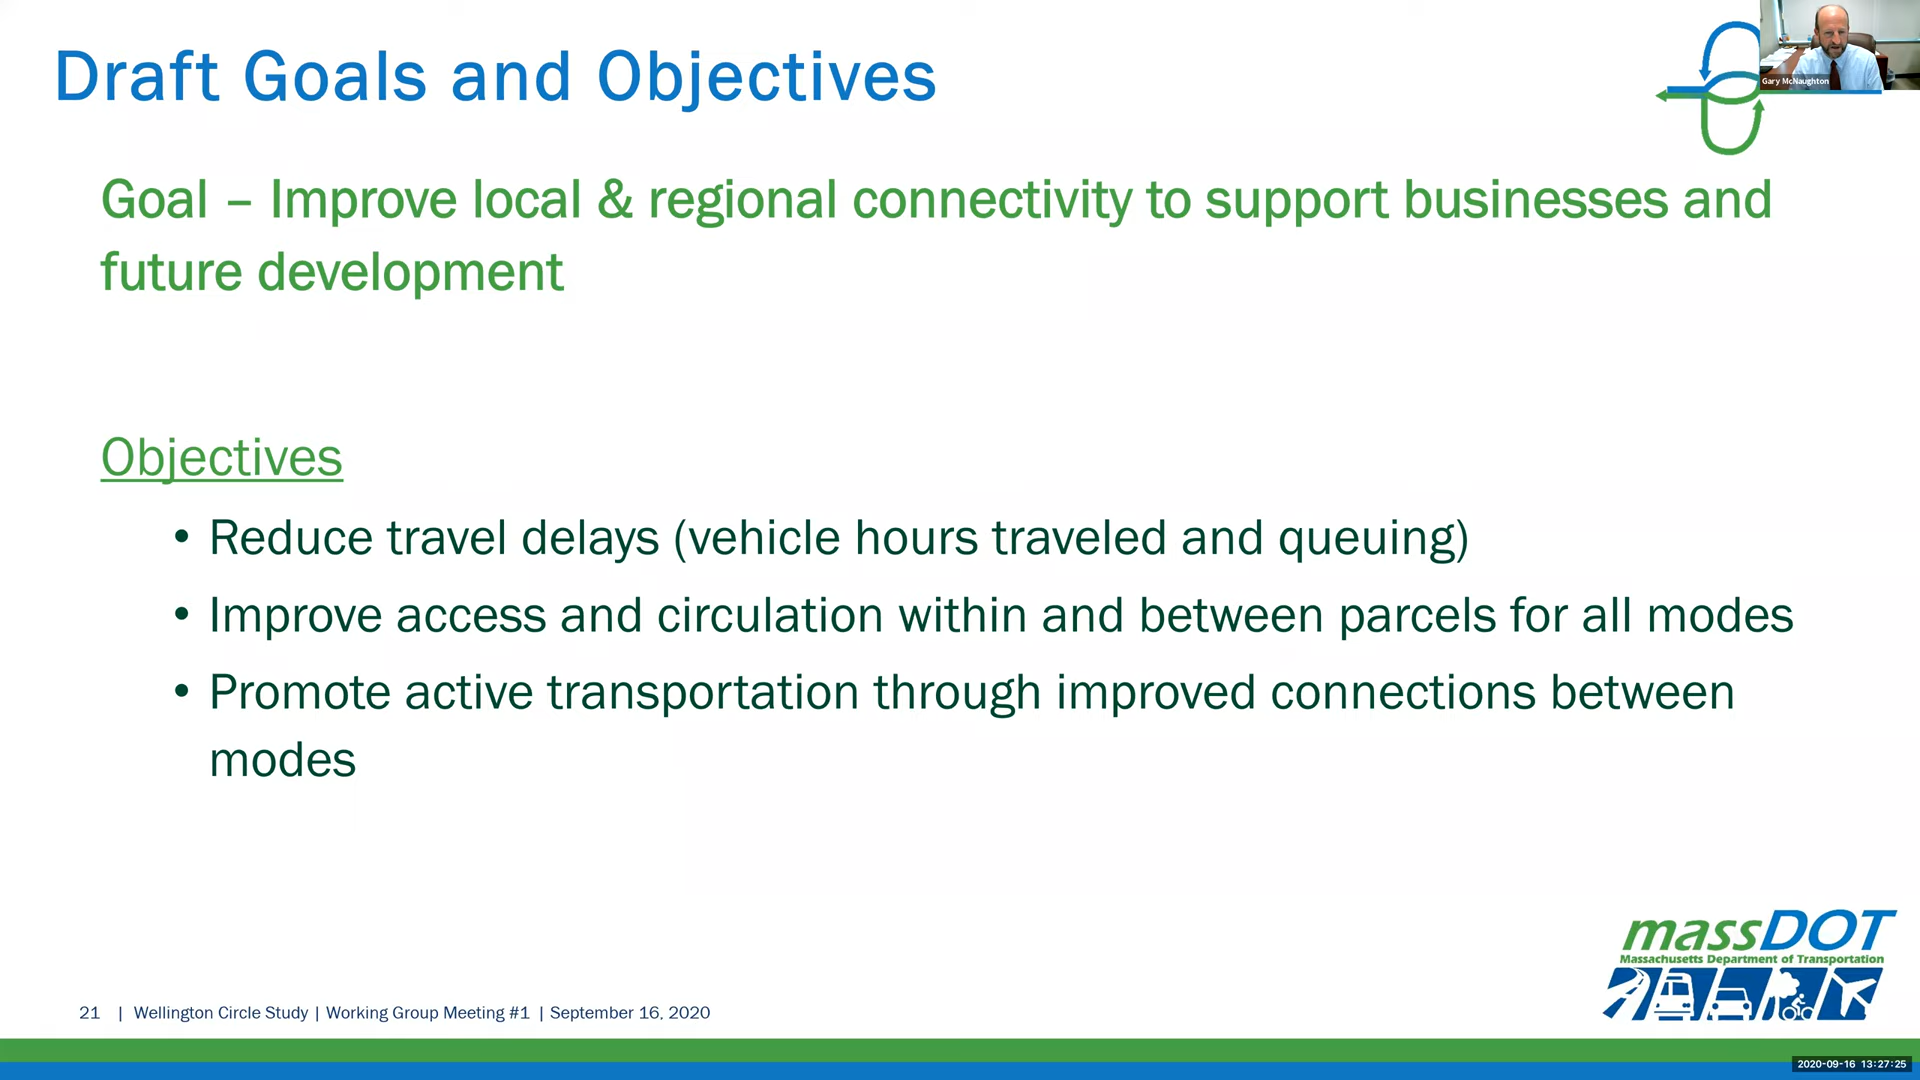 Draft Goals and Objectives
Gary McNaughton
Goal – Improve local & regional connectivity to support businesses and
future development
Objectives
• Reduce travel delays (vehicle hours traveled and queuing)
• Improve access and circulation within and between parcels for all modes
• Promote active transportation through improved connections between
modes
massDOT
Massachusetts Department of Transportation
21 | Wellington Circle Study | Working Group Meeting #1 | September 16, 2020
2020-09-16 13:27:25